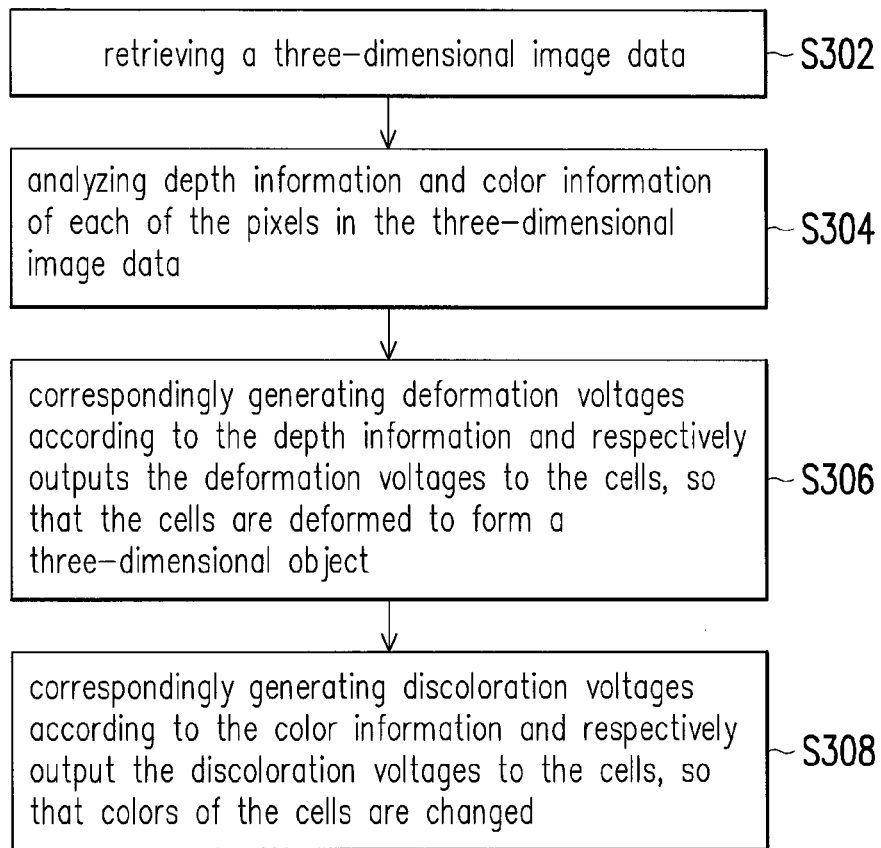 retrieving a three-dimensional image data
S302
analyzing depth information and color information
of each of the pixels in the three-dimensional
image data
S304
correspondingly generating deformation voltages
according to the depth information and respectively
outputs the deformation voltages to the cells, so
that the cells are deformed to form a
three-dimensional object
S306
correspondingly generating discoloration voltages
according to the color information and respectively
output the discoloration voltages to the cells, so
that colors of the cells are changed
S308